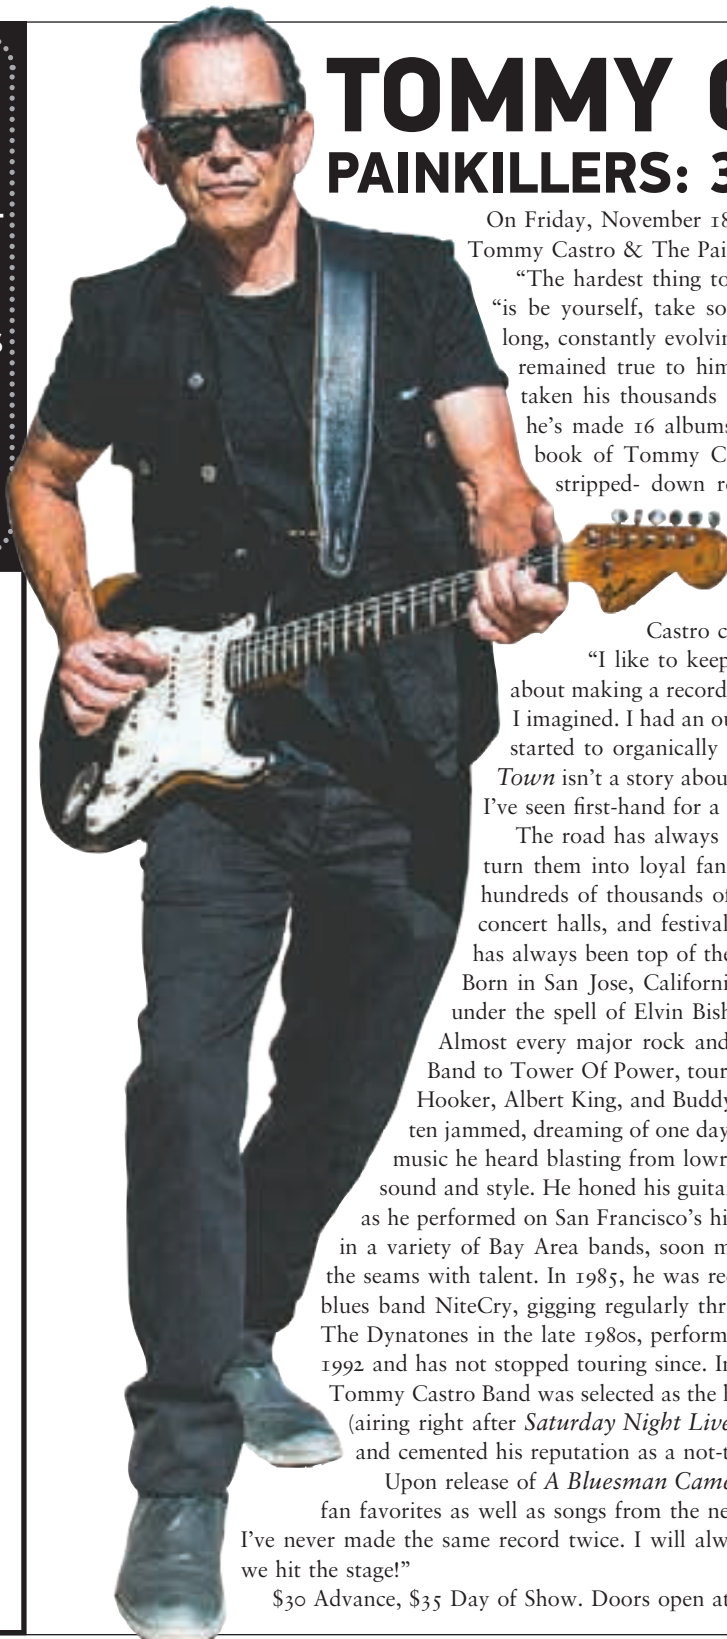 TOMMY
PAINKILLERS: 3
On Friday, November 18
Tommy Castro & The Pai
“The hardest thing to
“is be yourself, take so
long, constantly evolvin
remained true to him
taken his thousands
he’s made 16 albums
book of Tommy C
stripped- down r
Castro c
“I like to keep
about making a record
I imagined. I had an ou
started to organically
Town isn’t a story abou
I’ve seen first-hand for a
The road has always
turn them into loyal fan
hundreds of thousands of
concert halls, and festival
has always been top of the
Born in San Jose, Californi
under the spell of Elvin Bish
Almost every major rock and
Band to Tower Of Power, tour
Hooker, Albert King, and Buddy
ten jammed, dreaming of one day
music he heard blasting from lowr
sound and style. He honed his guita
as he performed on San Francisco’s hi
in a variety of Bay Area bands, soon m
the seams with talent. In 1985, he was re
blues band NiteCry, gigging regularly thr
The Dynatones in the late 1980s, perform
1992 and has not stopped touring since. In
Tommy Castro Band was selected as the h
(airing right after Saturday Night Live
and cemented his reputation as a not-t
Upon release of A Bluesman Came
fan favorites as well as songs from the ne
I’ve never made the same record twice. I will alw
we hit the stage!”
$30 Advance, $35 Day of Show. Doors open at